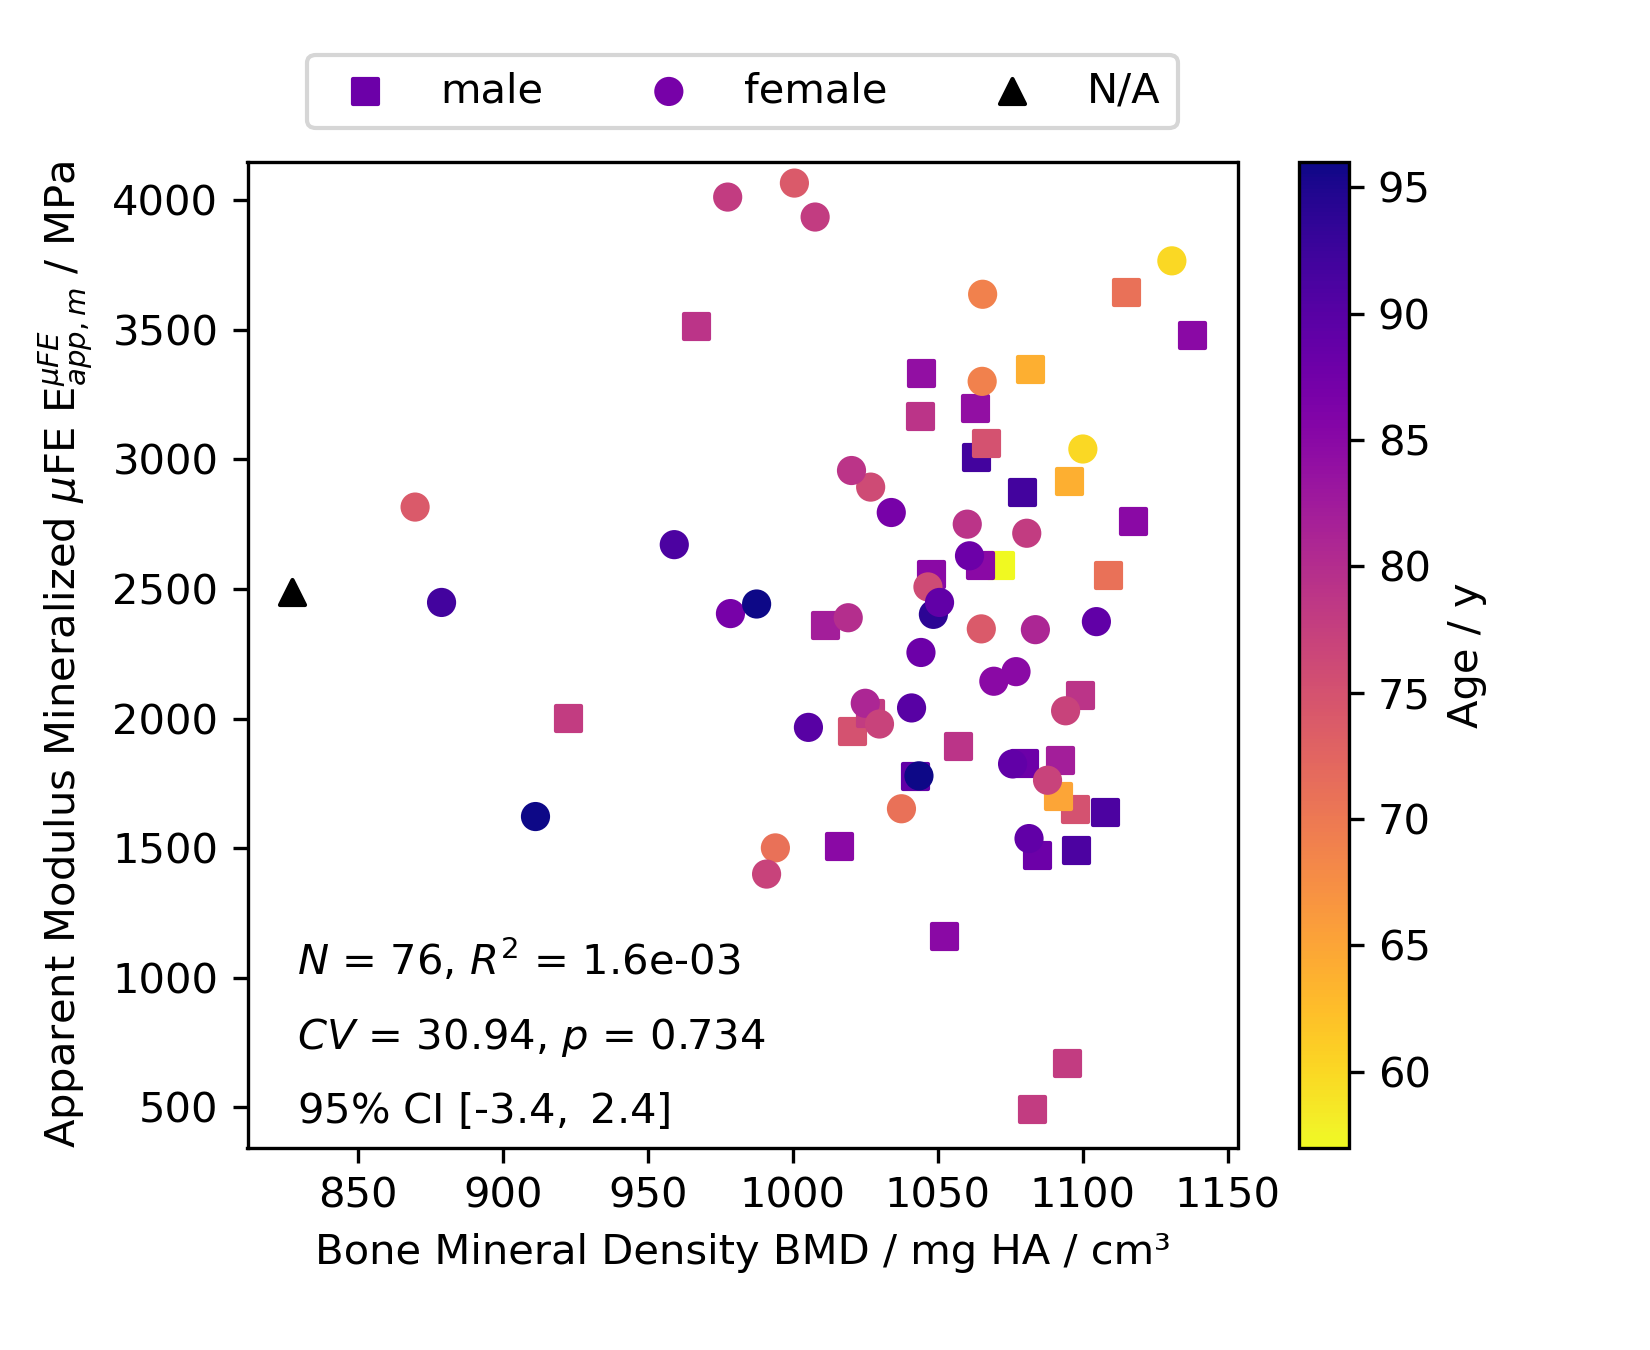 male female N/A
Apparent Modulus Mineralized µFE E^{µFE}_{app, m} / MPa
4000
3500
3000
2500
2000
1500
1000
500
N = 76, R² = 1.6e-03
CV = 30.94, p = 0.734
95% CI [-3.4, 2.4]
850 900 950 1000 1050 1100 1150
Bone Mineral Density BMD / mg HA / cm³
95
90
85
80
75
70
65
60
Age / y